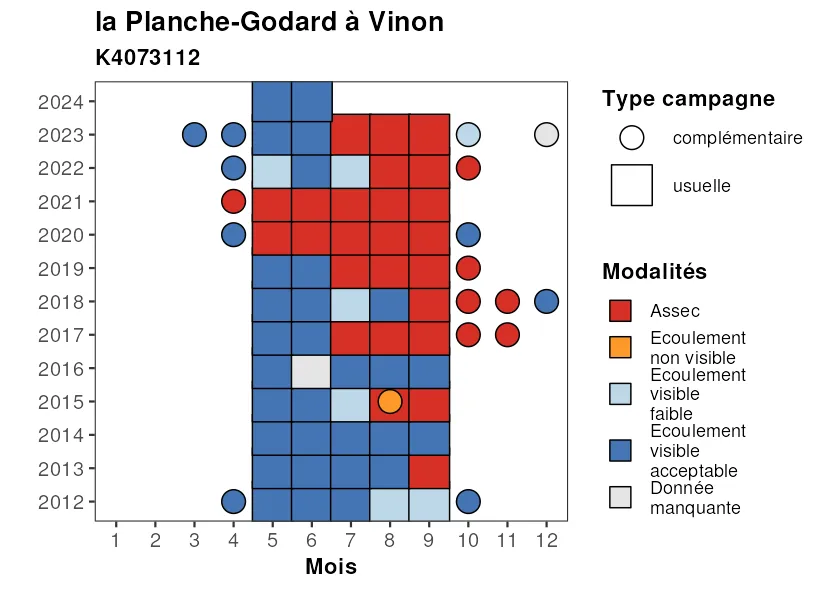 la Planche-Godard à Vinon
K4073112
2024
2023
2022
2021
2020
2019
2018
2017
2016
2015
2014
2013
2012
1 2 3 4 5 6 7 8 9 10 11 12
Mois
Type campagne
complémentaire
usuelle
Modalités
Assec
Ecoulement
non visible
Ecoulement
visible
faible
Ecoulement
visible
acceptable
Donnée
manquante